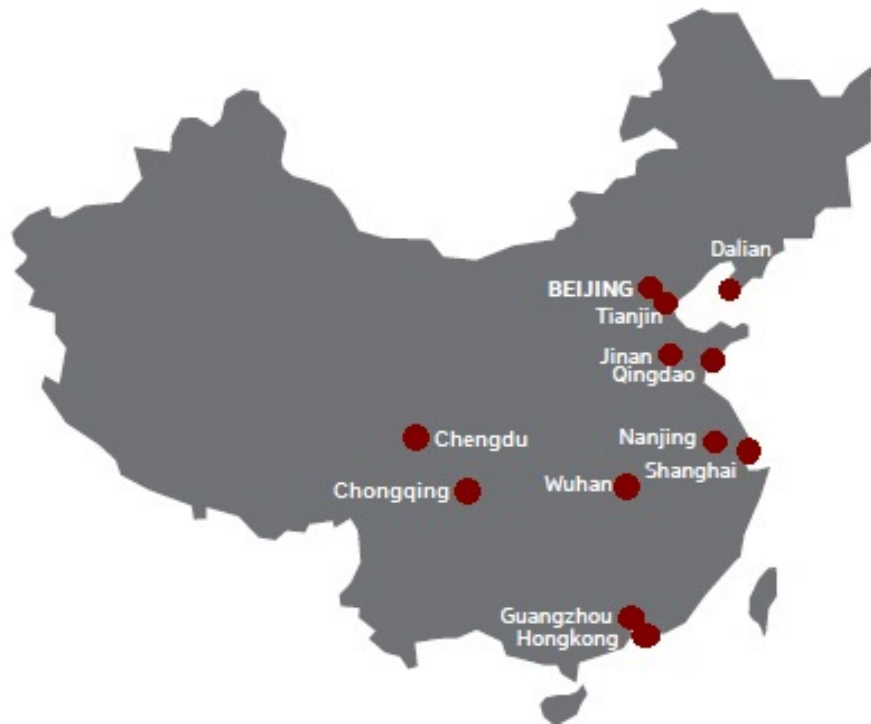 Dalian
BEIJING
Tianjin
Jinan
Qingdao
Chengdu
Nanjing
Shanghai
Chongqing
Wuhan
Guangzhou
Hongkong